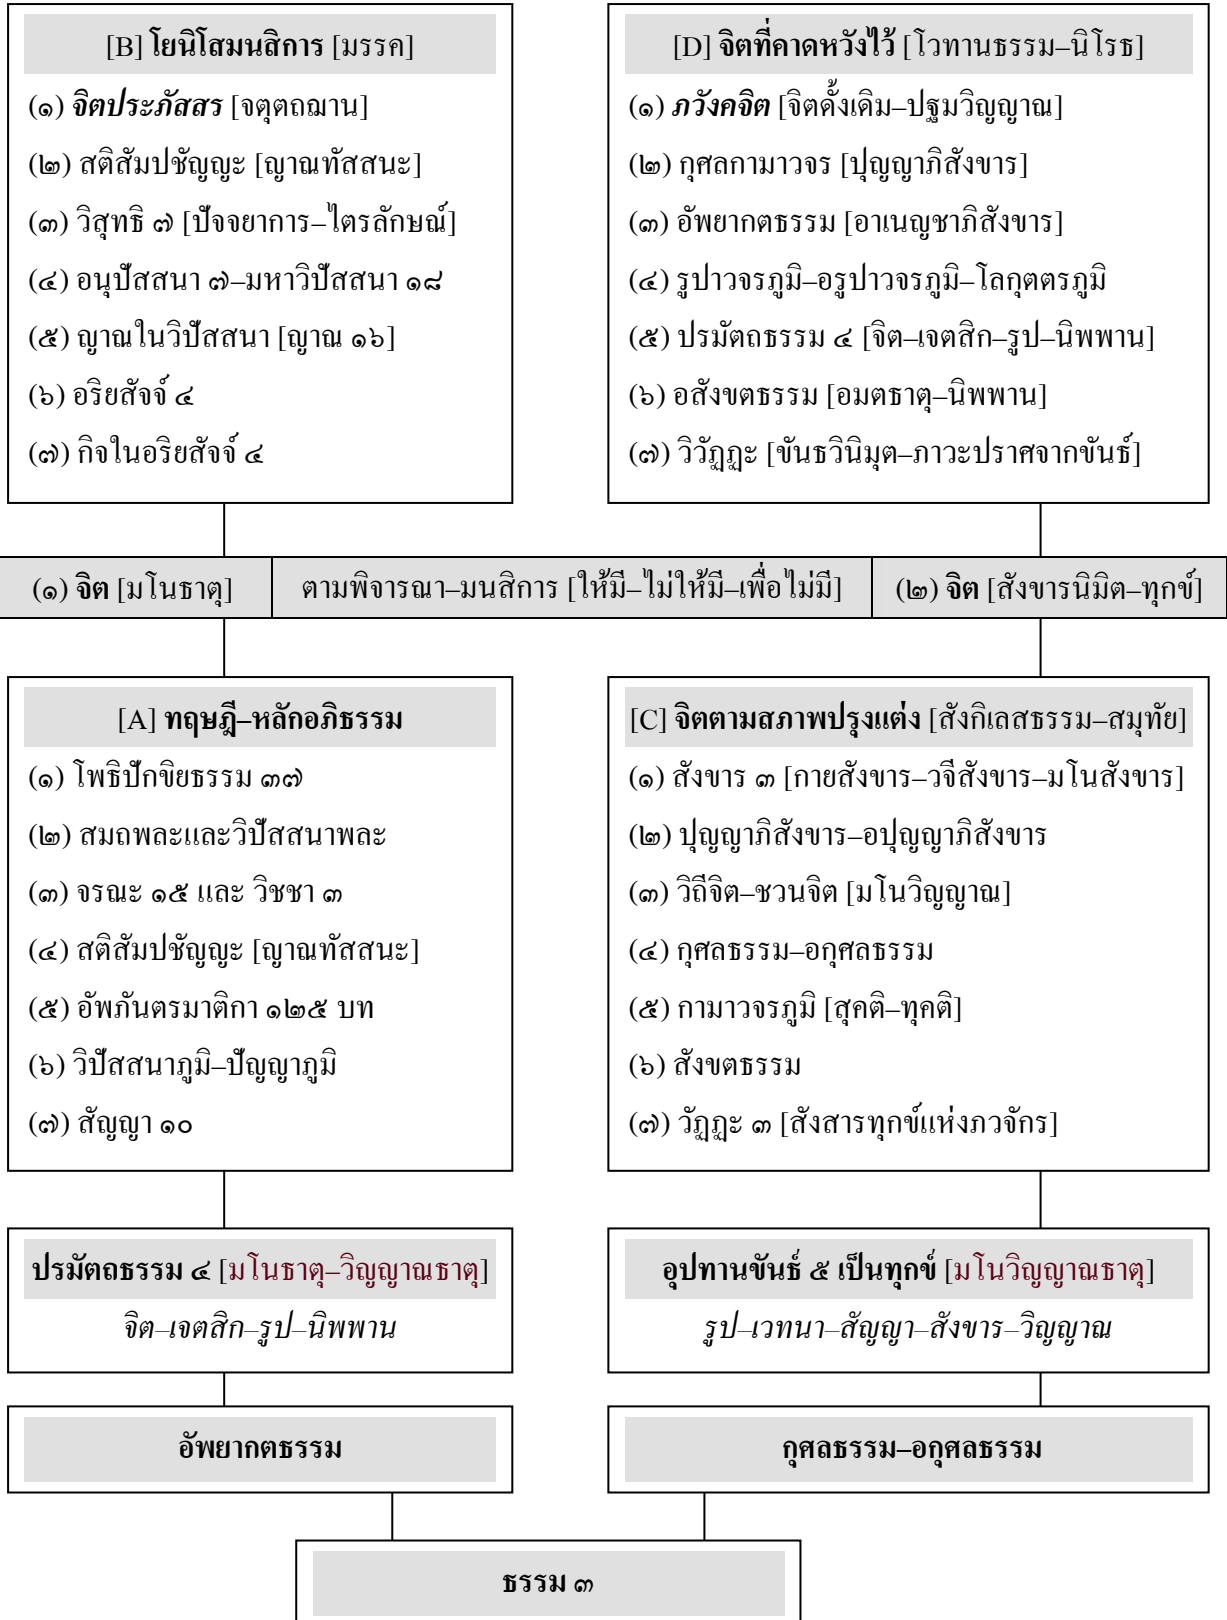 [B] โยนิโสมนสิการ [มรรค]
(๑) จิตประภัสสร [จตุตถฌาน]
(๒) สติสัมปชัญญะ [ญาณทัสสนะ]
(๓) วิสุทธิ ๗ [ปัจจยาการ–ไตรลักษณ์]
(๔) อนุปัสสนา ๗–มหาวิปัสสนา ๑๘
(๕) ญาณในวิปัสสนา [ญาณ ๑๖]
(๖) อริยสัจจ์ ๔
(๗) กิจในอริยสัจจ์ ๔
[D] จิตที่คาดหวังไว้ [โวทานธรรม–นิโรธ]
(๑) ภวังคจิต [จิตดั้งเดิม–ปฐมวิญญาณ]
(๒) กุศลกามาวจร [ปุญญาภิสังขาร]
(๓) อัพยากตธรรม [อาเนญชาภิสังขาร]
(๔) รูปาวจรภูมิ–อรูปาวจรภูมิ–โลกุตตรภูมิ
(๕) ปรมัตถธรรม ๔ [จิต–เจตสิก–รูป–นิพพาน]
(๖) อสังขตธรรม [อมตธาตุ–นิพพาน]
(๗) วิวัฏฏะ [ขันธวินิมุต–ภาวะปราศจากขันธ์]
(๑) จิต [มโนธาตุ]
ตามพิจารณา–มนสิการ [ให้มี–ไม่ให้มี–เพื่อไม่มี]
(๒) จิต [สังขารนิมิต–ทุกข์]
[A] ทฤษฎี–หลักอภิธรรม
(๑) โพธิปักขิยธรรม ๓๗
(๒) สมถพละและวิปัสสนาพละ
(๓) จรณะ ๑๕ และ วิชชา ๓
(๔) สติสัมปชัญญะ [ญาณทัสสนะ]
(๕) อัพภันตรมาติกา ๑๒๕ บท
(๖) วิปัสสนาภูมิ–ปัญญาภูมิ
(๗) สัญญา ๑๐
[C] จิตตามสภาพปรุงแต่ง [สังกิเลสธรรม–สมุทัย]
(๑) สังขาร ๓ [กายสังขาร–วจีสังขาร–มโนสังขาร]
(๒) ปุญญาภิสังขาร–อปุญญาภิสังขาร
(๓) วิถีจิต–ชวนจิต [มโนวิญญาณ]
(๔) กุศลธรรม–อกุศลธรรม
(๕) กามาวจรภูมิ [สุคติ–ทุคติ]
(๖) สังขตธรรม
(๗) วัฏฏะ ๓ [สังสารทุกข์แห่งภวจักร]
ปรมัตถธรรม ๔ [มโนธาตุ–วิญญาณธาตุ]
จิต–เจตสิก–รูป–นิพพาน
อุปทานขันธ์ ๕ เป็นทุกข์ [มโนวิญญาณธาตุ]
รูป–เวทนา–สัญญา–สังขาร–วิญญาณ
อัพยากตธรรม
กุศลธรรม–อกุศลธรรม
ธรรม ๓